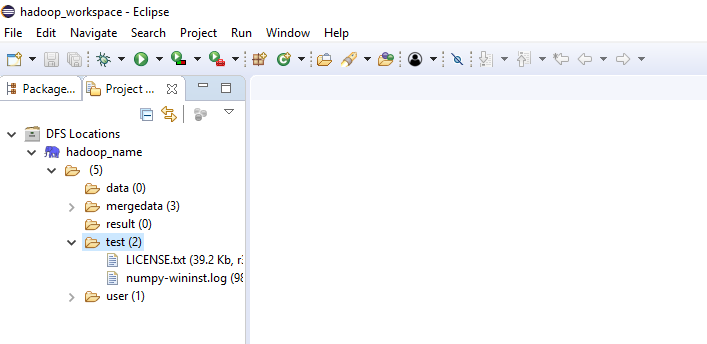 hadoop_workspace - Eclipse
File Edit Navigate Search Project Run Window Help
Package... Project ...
DFS Locations
hadoop_name
(5)
data (0)
mergedata (3)
result (0)
test (2)
LICENSE.txt (39.2 Kb, r
numpy-wininst.log (98
user (1)